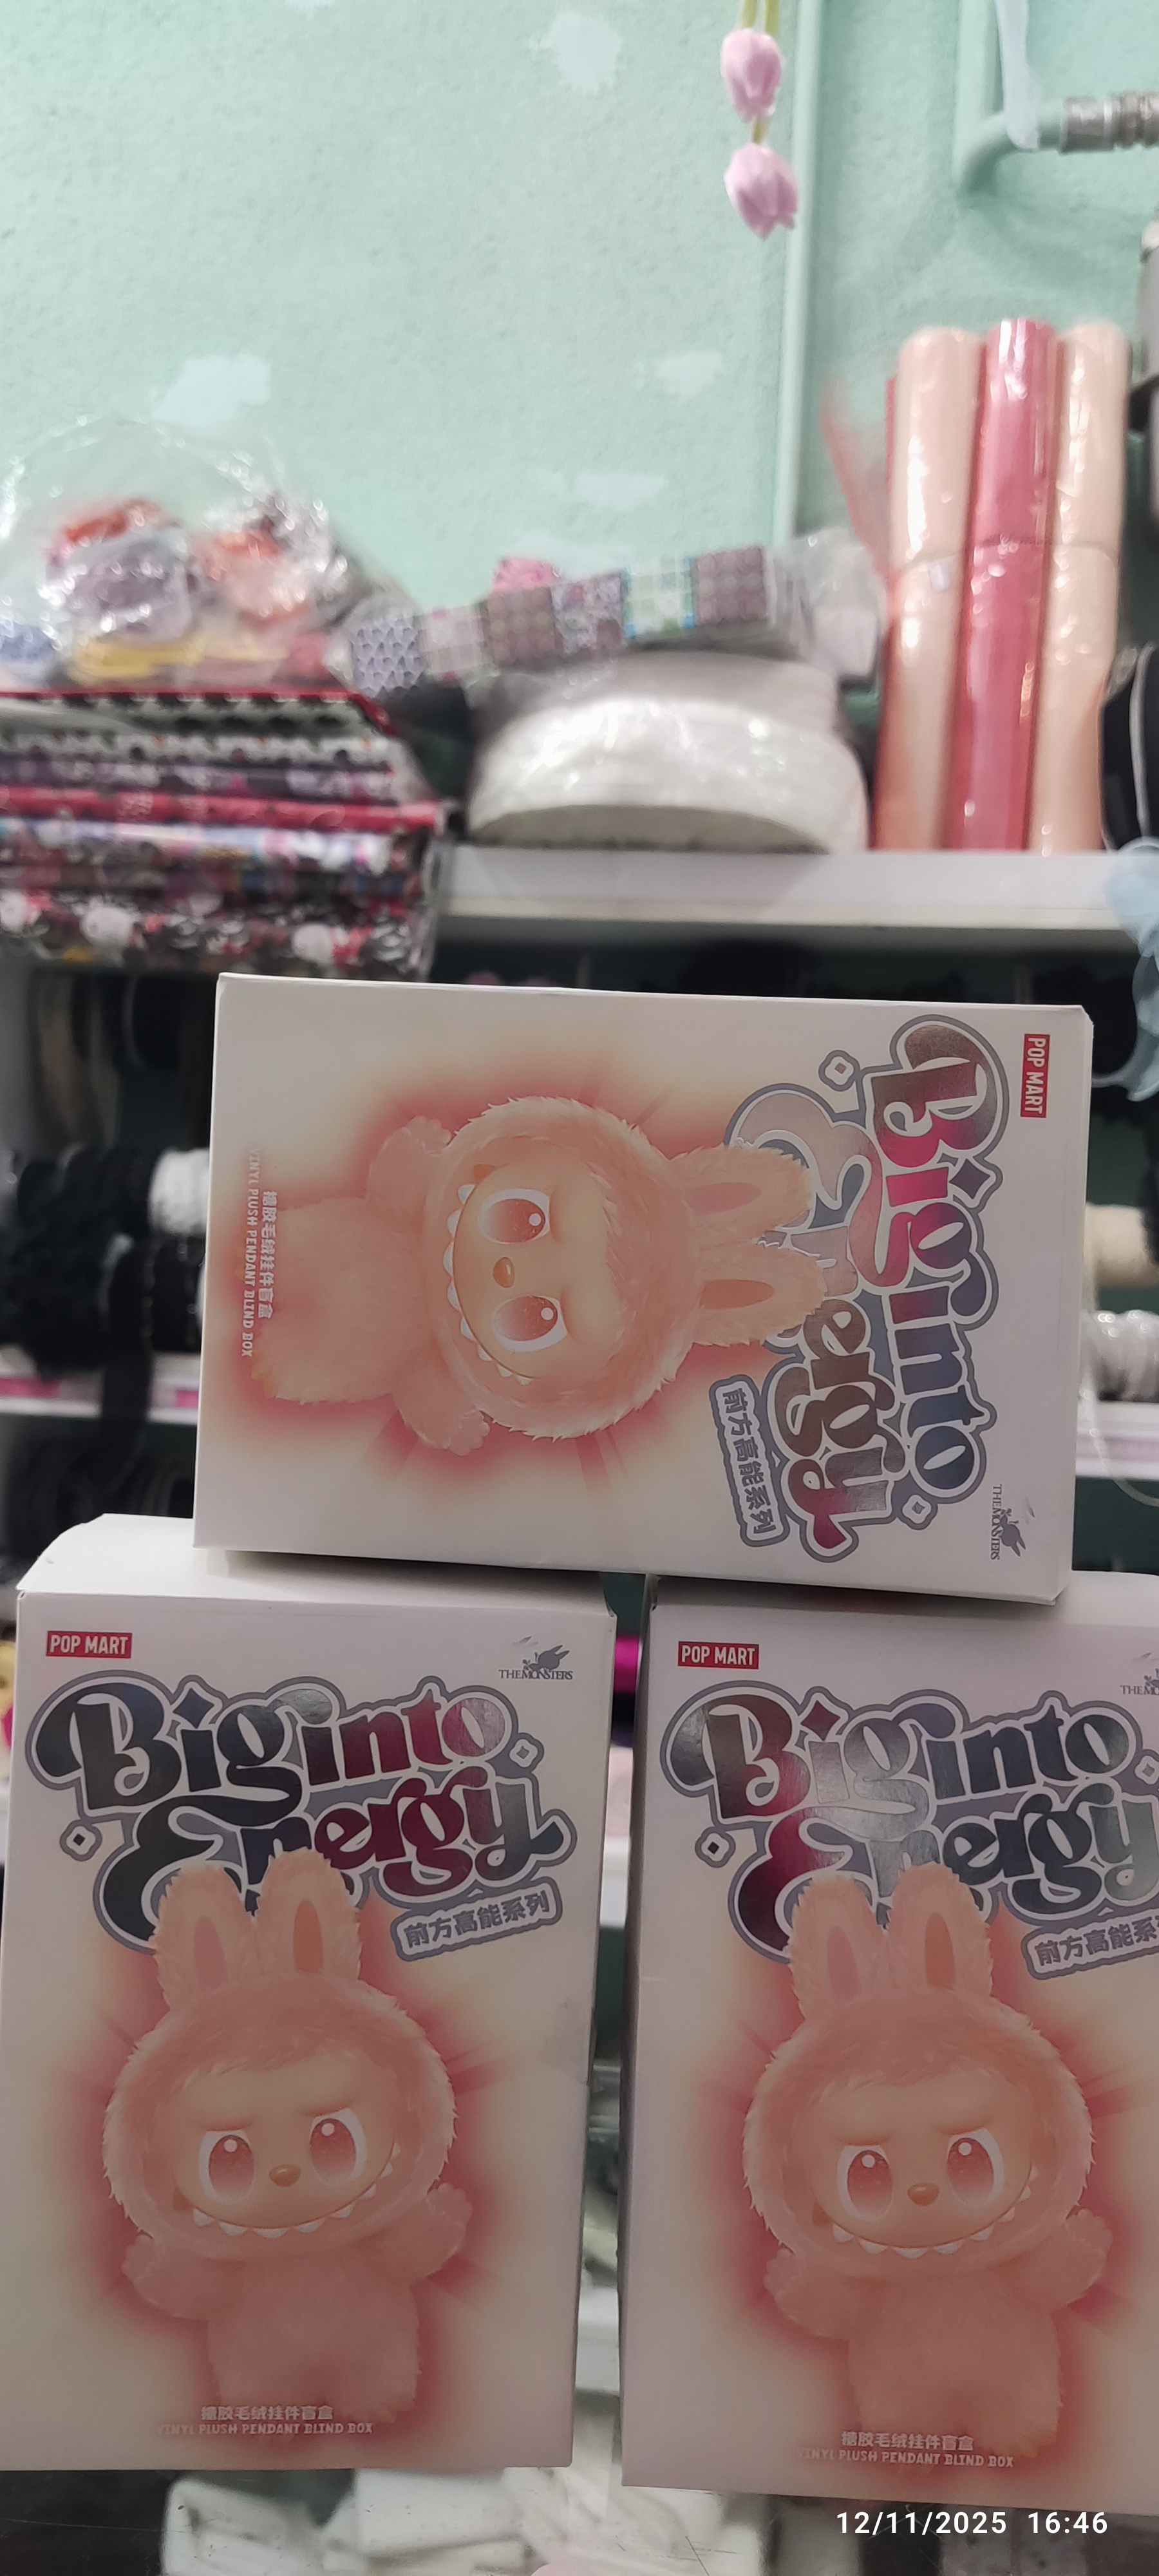 POP MART
THE MONSTERS
Big into
Energy
前方高能系列
糖胶毛绒挂件盲盒
VINYL PLUSH PENDANT BLIND BOX
POP MART
THE MONSTERS
Big into
Energy
前方高能系列
糖胶毛绒挂件盲盒
VINYL PLUSH PENDANT BLIND BOX
POP MART
Big into
Energy
前方高能系
糖胶毛绒挂件盲盒
VINYL PLUSH PENDANT BLIND BOX
12/11/2025 16:46